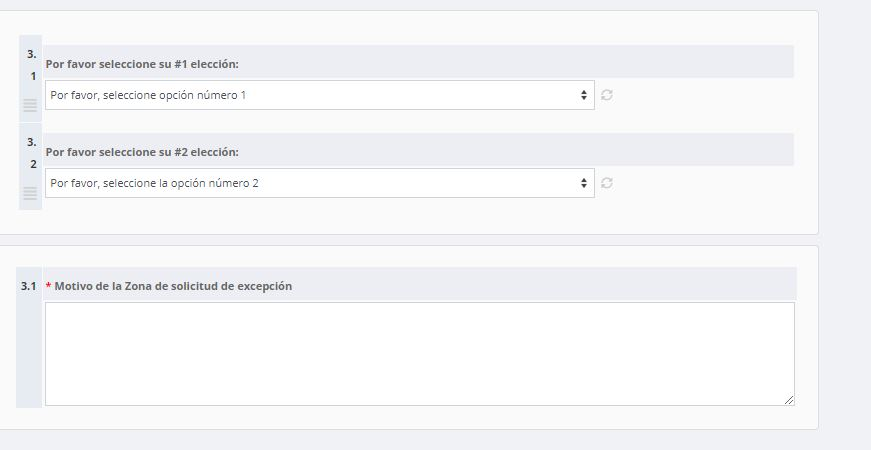 3.
1
Por favor seleccione su #1 elección:
Por favor, seleccione opción número 1
3.
2
Por favor seleccione su #2 elección:
Por favor, seleccione la opción número 2
3.1 * Motivo de la Zona de solicitud de excepción